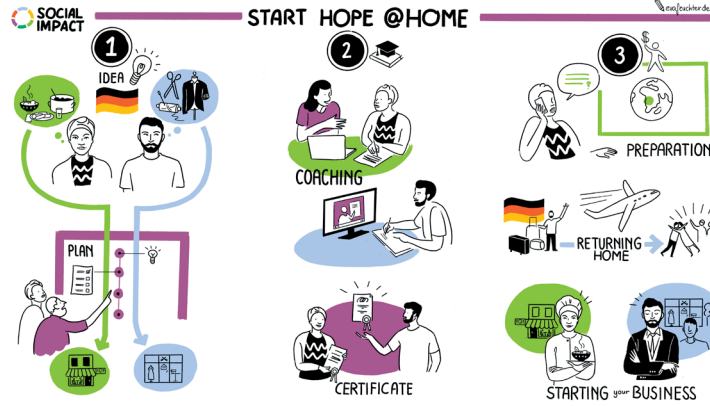 SOCIAL
IMPACT
START HOPE @HOME
evafeuchter.de
1
IDEA
PLAN
2
COACHING
CERTIFICATE
3
$
PREPARATION
RETURNING
HOME
STARTING your BUSINESS